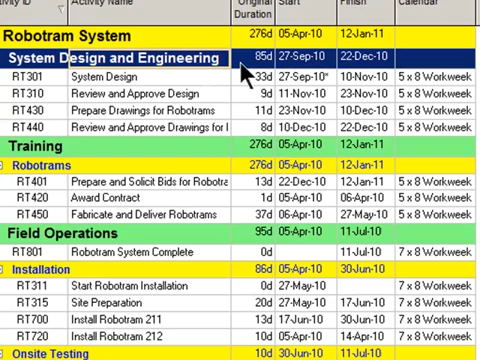 Activity Name Original Duration Start Finish Calendar
Robotram System 276d 05-Apr-10 12-Jan-11
System Design and Engineering 85d 27-Sep-10 22-Dec-10
RT301 System Design 33d 27-Sep-10* 10-Nov-10 5 x 8 Workweek
RT310 Review and Approve Design 9d 11-Nov-10 23-Nov-10 5 x 8 Workweek
RT430 Prepare Drawings for Robotrams 11d 23-Nov-10 10-Dec-10 5 x 8 Workweek
RT440 Review and Approve Drawings for 8d 10-Dec-10 22-Dec-10 5 x 8 Workweek
Training 276d 05-Apr-10 12-Jan-11
Robotrams 276d 05-Apr-10 12-Jan-11
RT401 Prepare and Solicit Bids for Robotra 13d 22-Dec-10 12-Jan-11 5 x 8 Workweek
RT420 Award Contract 1d 05-Apr-10 06-Apr-10 5 x 8 Workweek
RT450 Fabricate and Deliver Robotrams 37d 06-Apr-10 27-May-10 5 x 8 Workweek
Field Operations 95d 05-Apr-10 11-Jul-10
RT801 Robotram System Complete 0d 11-Jul-10 7 x 8 Workweek
Installation 86d 05-Apr-10 30-Jun-10
RT311 Start Robotram Installation 0d 27-May-10 7 x 8 Workweek
RT315 Site Preparation 20d 27-May-10 17-Jun-10 7 x 8 Workweek
RT700 Install Robotram 211 13d 17-Jun-10 30-Jun-10 7 x 8 Workweek
RT720 Install Robotram 212 10d 05-Apr-10 14-Apr-10 7 x 8 Workweek
Onsite Testing 10d 30-Jun-10 11-Jul-10